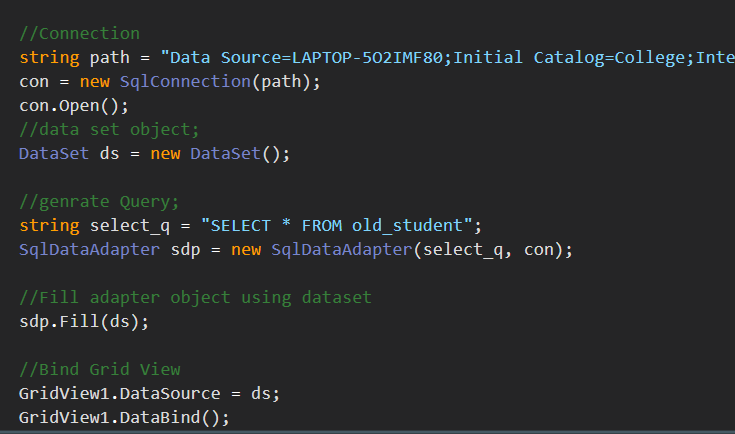 //Connection
string path = "Data Source=LAPTOP-5O2IMF80;Initial Catalog=College;Inte
con = new SqlConnection(path);
con.Open();
//data set object;
DataSet ds = new DataSet();
//genrate Query;
string select_q = "SELECT * FROM old_student";
SqlDataAdapter sdp = new SqlDataAdapter(select_q, con);
//Fill adapter object using dataset
sdp.Fill(ds);
//Bind Grid View
GridView1.DataSource = ds;
GridView1.DataBind();